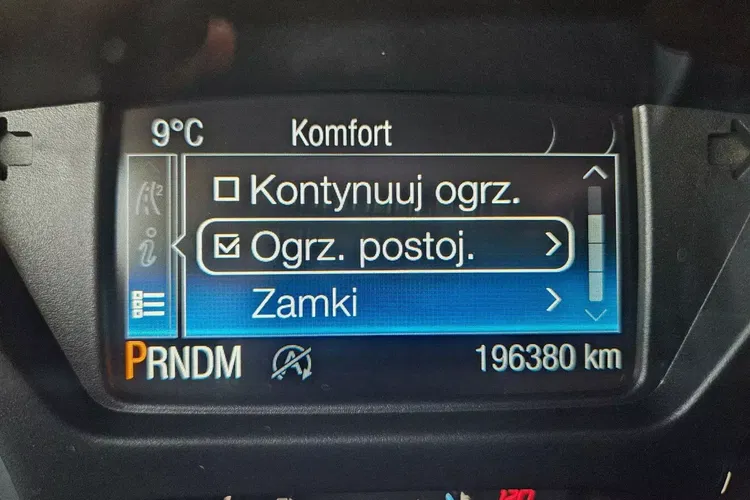 9°C Komfort
Kontynuuj ogrz.
Ogrz. postoj.
Zamki
PRNDM A 196380 km